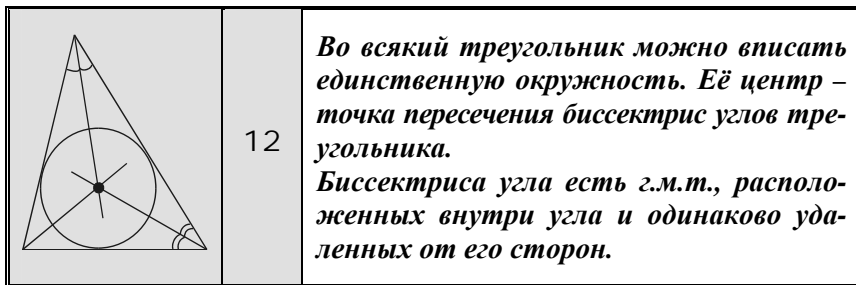 12
Во всякий треугольник можно вписать
единственную окружность. Её центр –
точка пересечения биссектрис углов тре-
угольника.
Биссектриса угла есть г.м.т., располо-
женных внутри угла и одинаково уда-
ленных от его сторон.